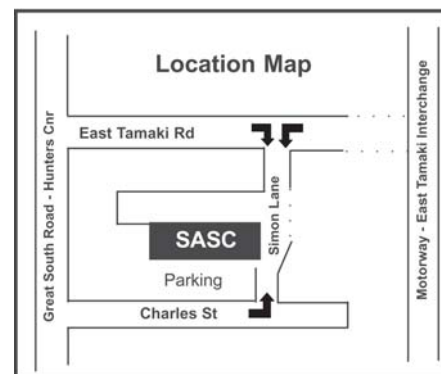 Location Map
East Tamaki Rd
Great South Road - Hunters Cnr
Simon Lane
Motorway - East Tamaki Interchange
SASC
Parking
Charles St